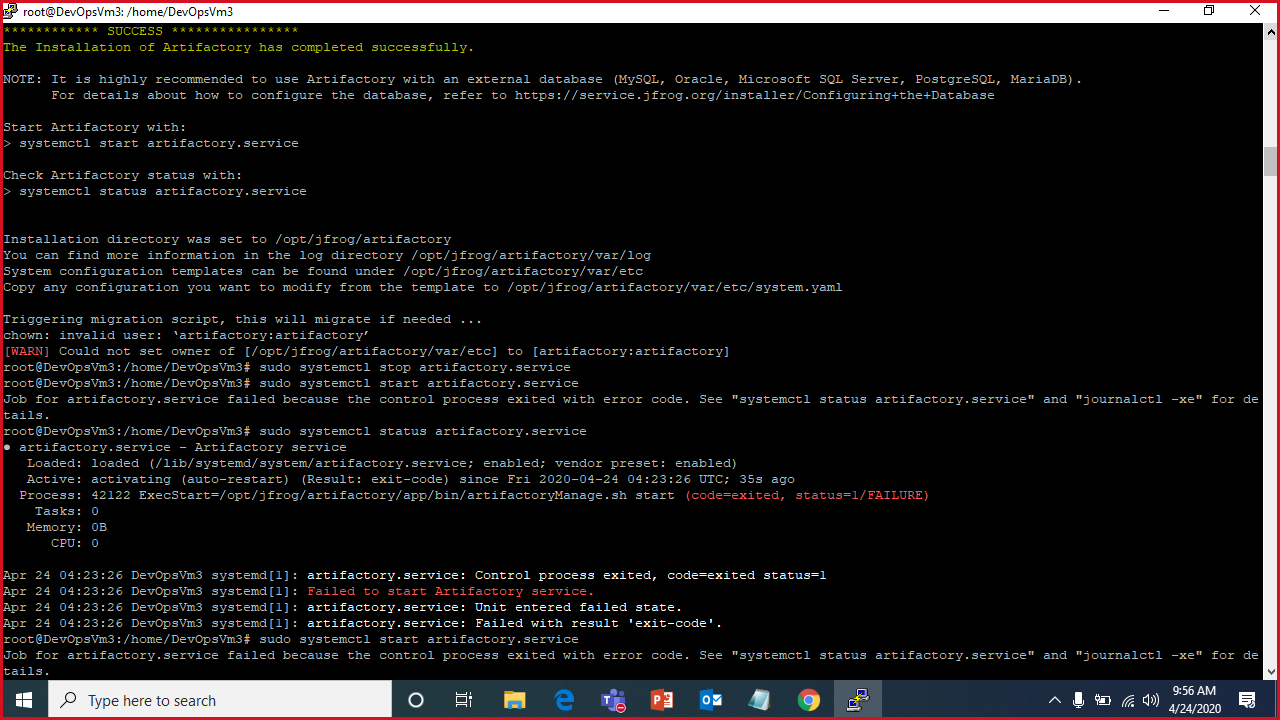 root@DevOpsVm3: /home/DevOpsVm3
************ SUCCESS ****************
The Installation of Artifactory has completed successfully.
NOTE: It is highly recommended to use Artifactory with an external database (MySQL, Oracle, Microsoft SQL Server, PostgreSQL, MariaDB).
For details about how to configure the database, refer to https://service.jfrog.org/installer/Configuring+the+Database
Start Artifactory with:
> systemctl start artifactory.service
Check Artifactory status with:
> systemctl status artifactory.service
Installation directory was set to /opt/jfrog/artifactory
You can find more information in the log directory /opt/jfrog/artifactory/var/log
System configuration templates can be found under /opt/jfrog/artifactory/var/etc
Copy any configuration you want to modify from the template to /opt/jfrog/artifactory/var/etc/system.yaml
Triggering migration script, this will migrate if needed ...
chown: invalid user: ‘artifactory:artifactory’
[WARN] Could not set owner of [/opt/jfrog/artifactory/var/etc] to [artifactory:artifactory]
root@DevOpsVm3:/home/DevOpsVm3# sudo systemctl stop artifactory.service
root@DevOpsVm3:/home/DevOpsVm3# sudo systemctl start artifactory.service
Job for artifactory.service failed because the control process exited with error code. See "systemctl status artifactory.service" and "journalctl -xe" for de
tails.
root@DevOpsVm3:/home/DevOpsVm3# sudo systemctl status artifactory.service
● artifactory.service - Artifactory service
Loaded: loaded (/lib/systemd/system/artifactory.service; enabled; vendor preset: enabled)
Active: activating (auto-restart) (Result: exit-code) since Fri 2020-04-24 04:23:26 UTC; 35s ago
Process: 42122 ExecStart=/opt/jfrog/artifactory/app/bin/artifactoryManage.sh start (code=exited, status=1/FAILURE)
Tasks: 0
Memory: 0B
CPU: 0
Apr 24 04:23:26 DevOpsVm3 systemd[1]: artifactory.service: Control process exited, code=exited status=1
Apr 24 04:23:26 DevOpsVm3 systemd[1]: Failed to start Artifactory service.
Apr 24 04:23:26 DevOpsVm3 systemd[1]: artifactory.service: Unit entered failed state.
Apr 24 04:23:26 DevOpsVm3 systemd[1]: artifactory.service: Failed with result 'exit-code'.
root@DevOpsVm3:/home/DevOpsVm3# sudo systemctl start artifactory.service
Job for artifactory.service failed because the control process exited with error code. See "systemctl status artifactory.service" and "journalctl -xe" for de
tails.
Type here to search
9:56 AM
4/24/2020